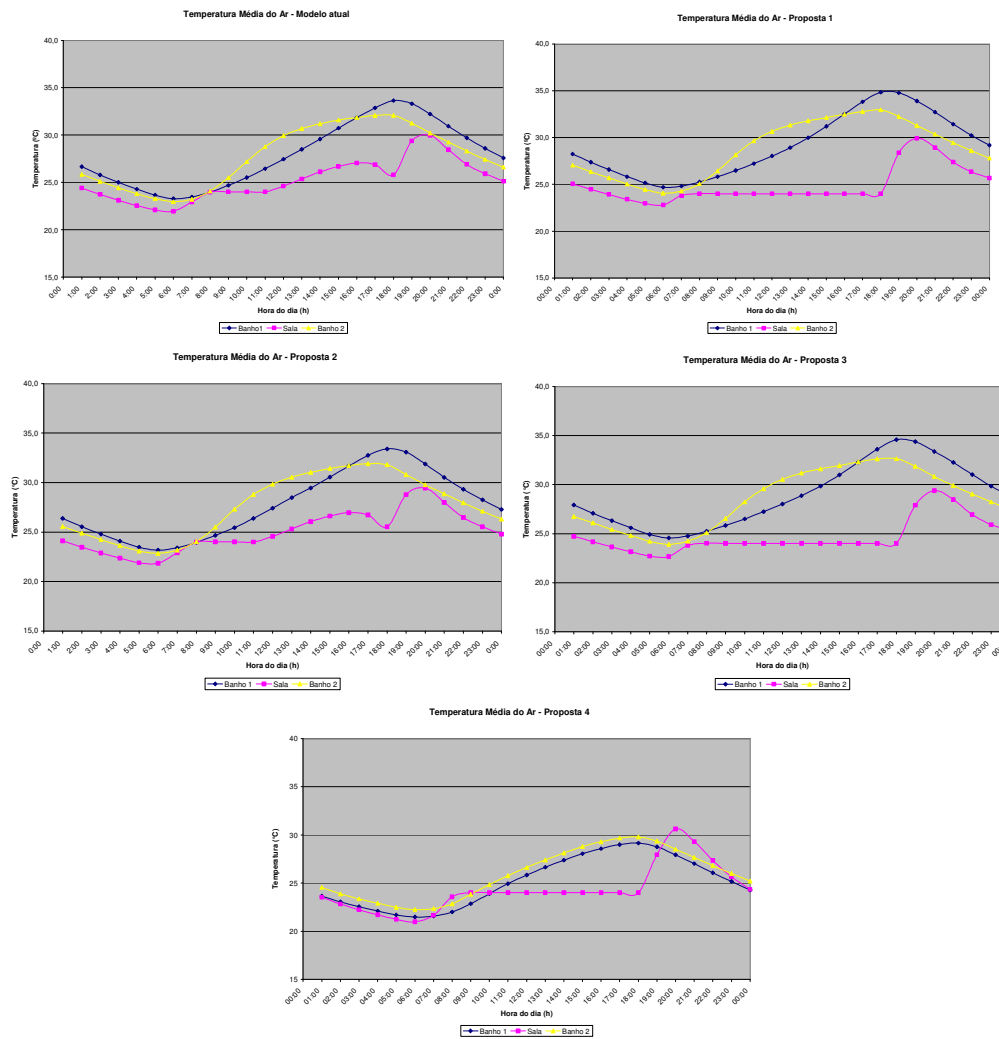 Temperatura Média do Ar - Modelo atual
40,0
35,0
30,0
25,0
20,0
15,0
Temperatura (ºC)
0:00 1:00 2:00 3:00 4:00 5:00 6:00 7:00 8:00 9:00 10:00 11:00 12:00 13:00 14:00 15:00 16:00 17:00 18:00 19:00 20:00 21:00 22:00 23:00 0:00
Hora do dia (h)
Banho1 Sala Banho 2
Temperatura Média do Ar - Proposta 1
40,0
35,0
30,0
25,0
20,0
15,0
Temperatura (ºC)
00:00 01:00 02:00 03:00 04:00 05:00 06:00 07:00 08:00 09:00 10:00 11:00 12:00 13:00 14:00 15:00 16:00 17:00 18:00 19:00 20:00 21:00 22:00 23:00 00:00
Hora do dia (h)
Banho 1 Sala Banho 2
Temperatura Média do Ar - Proposta 2
40,0
35,0
30,0
25,0
20,0
15,0
Temperatura (ºC)
0:00 1:00 2:00 3:00 4:00 5:00 6:00 7:00 8:00 9:00 10:00 11:00 12:00 13:00 14:00 15:00 16:00 17:00 18:00 19:00 20:00 21:00 22:00 23:00 0:00
Hora do dia (h)
Banho 1 Sala Banho 2
Temperatura Média do Ar - Proposta 3
40,0
35,0
30,0
25,0
20,0
15,0
Temperatua (ºC)
00:00 01:00 02:00 03:00 04:00 05:00 06:00 07:00 08:00 09:00 10:00 11:00 12:00 13:00 14:00 15:00 16:00 17:00 18:00 19:00 20:00 21:00 22:00 23:00
Hora do dia (h)
Banho 1 Sala Banho 2
Temperatura Média do Ar - Proposta 4
40
35
30
25
20
15
Temperatura (ºC)
00:00 01:00 02:00 03:00 04:00 05:00 06:00 07:00 08:00 09:00 10:00 11:00 12:00 13:00 14:00 15:00 16:00 17:00 18:00 19:00 20:00 21:00 22:00 23:00 00:00
Hora do dia (h)
Banho 1 Sala Banho 2